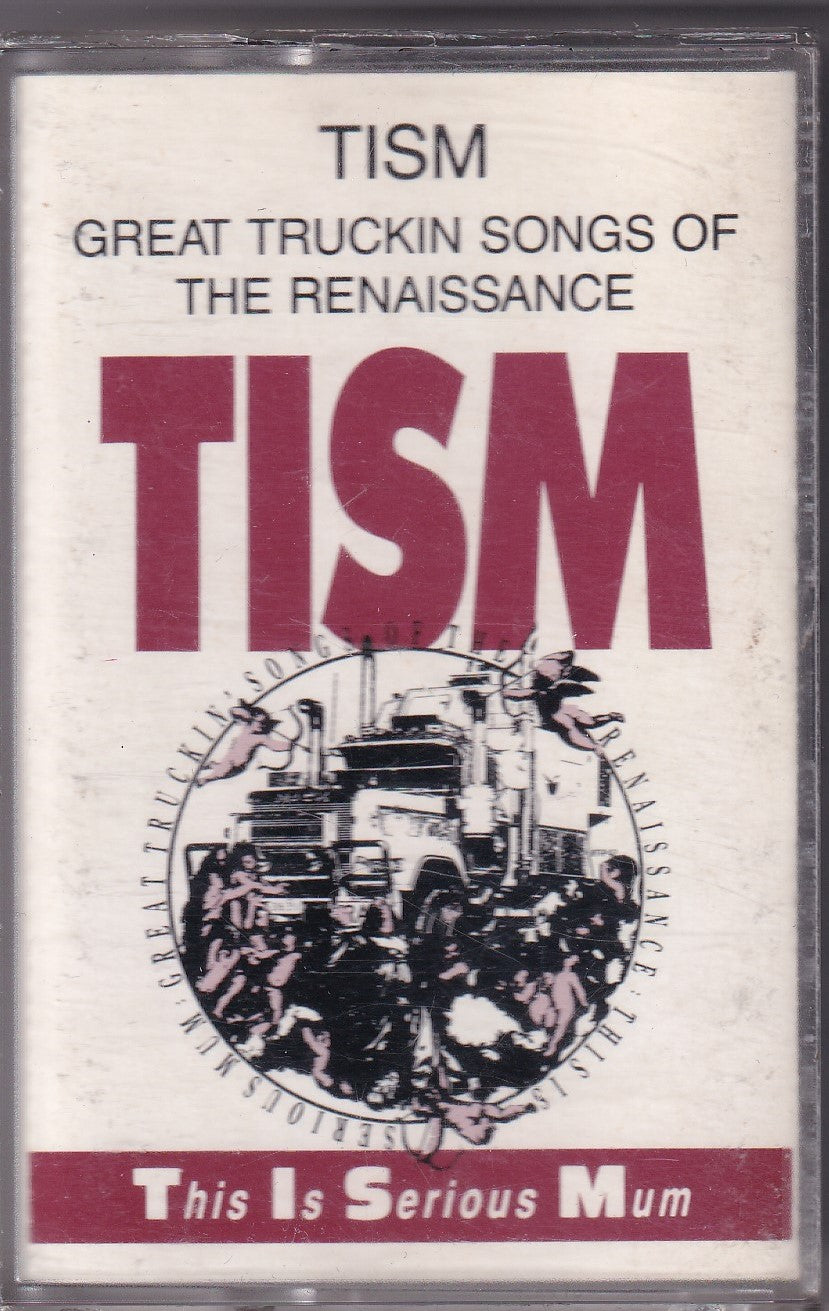 TISM
GREAT TRUCKIN SONGS OF
THE RENAISSANCE
TISM
GREAT TRUCKIN' SONGS OF THE RENAISSANCE: THIS IS SERIOUS MUM:
This Is Serious Mum